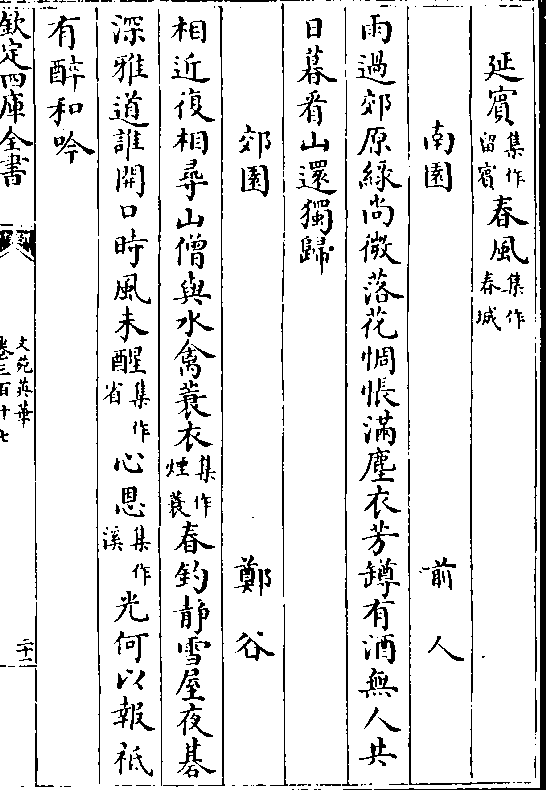 延賓集作留賓春風集作春城
南園 前人
雨過郊原緑尚微落花惆悵滿塵衣芳罇有酒無人共
日暮看山還獨歸
郊園 鄭谷
相近復相尋山僧與水禽蓑衣集作煙蓑春釣静雪屋夜碁
深雅道誰開口時風未醒集作省心恩集作溪光何以報祗
有醉和吟
欽定四庫全書 文苑英華卷三百十七 二十二